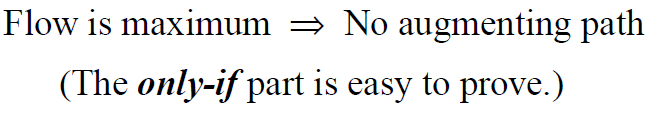 Flow is maximum ⇒ No augmenting path
(The only-if part is easy to prove.)